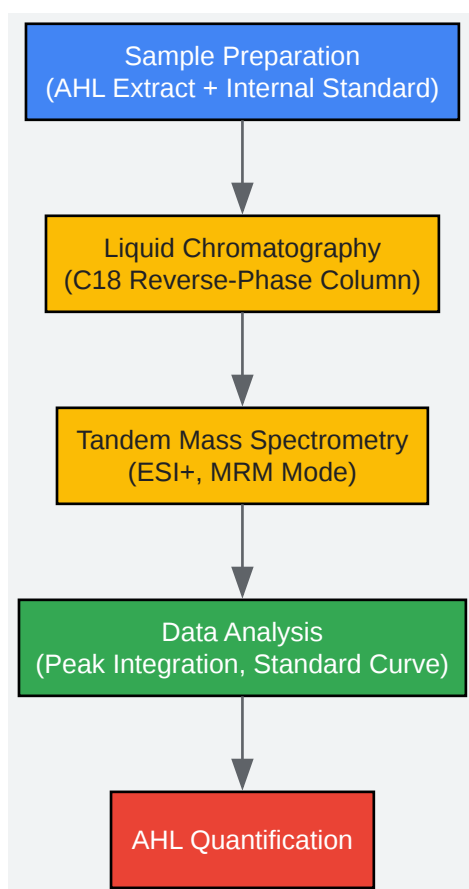 Sample Preparation
(AHL Extract + Internal Standard)
Liquid Chromatography
(C18 Reverse-Phase Column)
Tandem Mass Spectrometry
(ESI+, MRM Mode)
Data Analysis
(Peak Integration, Standard Curve)
AHL Quantification